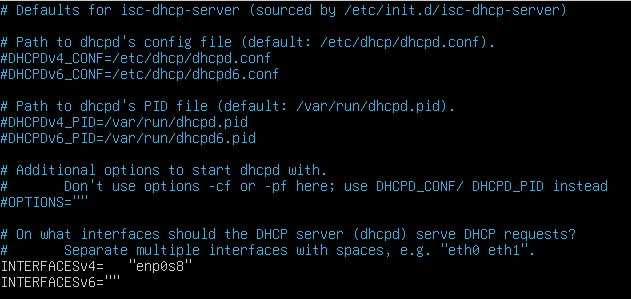 # Defaults for isc-dhcp-server (sourced by /etc/init.d/isc-dhcp-server)
# Path to dhcpd's config file (default: /etc/dhcp/dhcpd.conf).
#DHCPDv4_CONF=/etc/dhcp/dhcpd.conf
#DHCPDv6_CONF=/etc/dhcp/dhcpd6.conf
# Path to dhcpd's PID file (default: /var/run/dhcpd.pid).
#DHCPDv4_PID=/var/run/dhcpd.pid
#DHCPDv6_PID=/var/run/dhcpd6.pid
# Additional options to start dhcpd with.
#       Don't use options -cf or -pf here; use DHCPD_CONF/ DHCPD_PID instead
#OPTIONS=""
# On what interfaces should the DHCP server (dhcpd) serve DHCP requests?
#       Separate multiple interfaces with spaces, e.g. "eth0 eth1".
INTERFACESv4=   "enp0s8"
INTERFACESv6=""